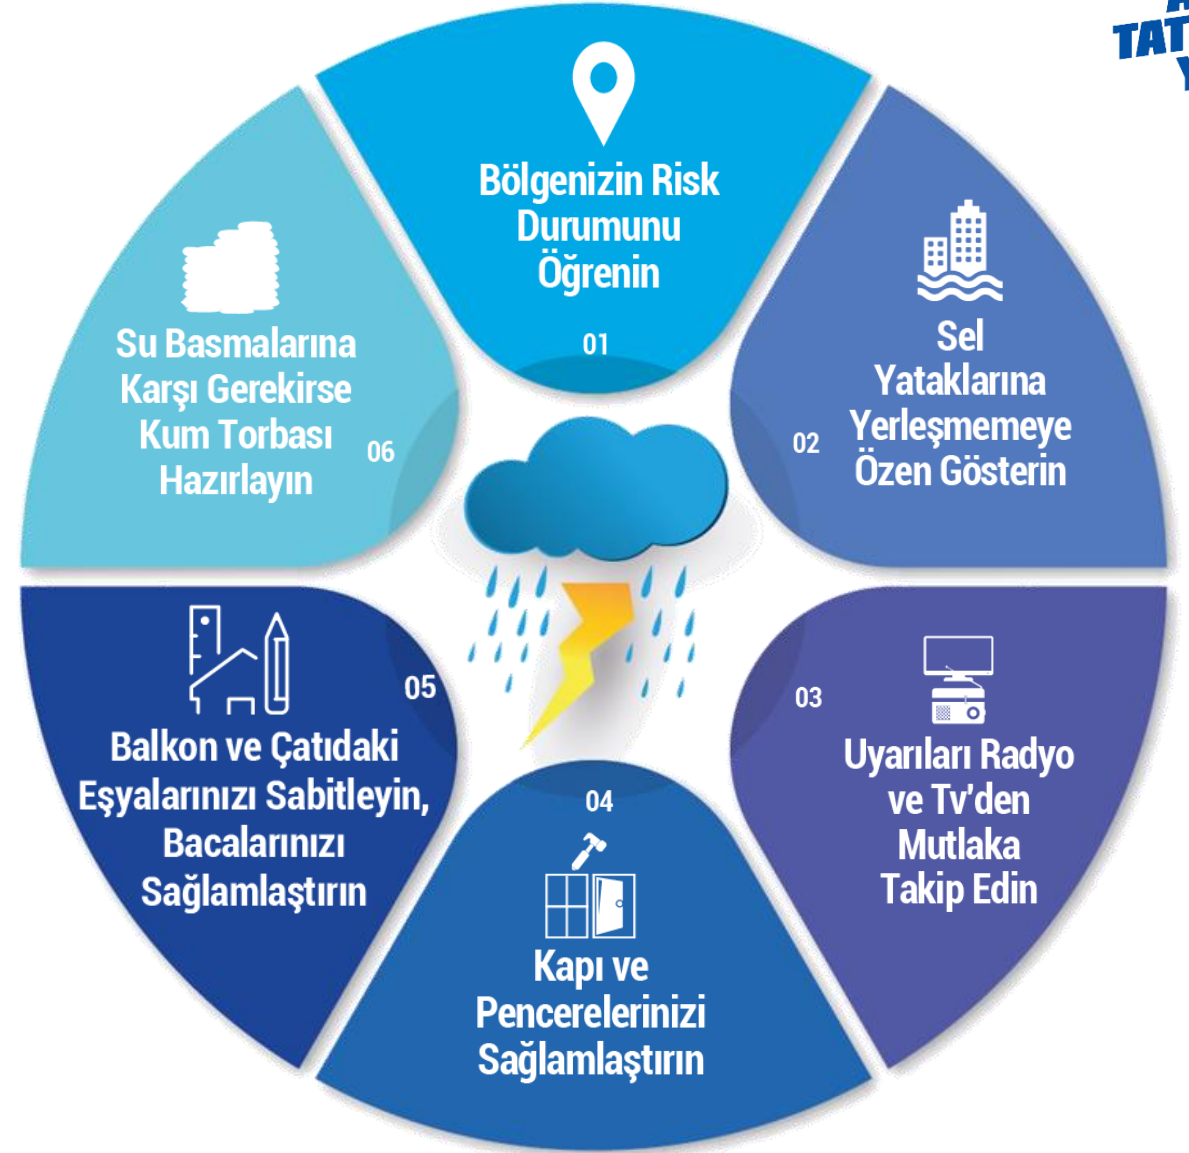 TAT
Bölgenizin Risk
Durumunu
Öğrenin
01
Sel
Yataklarına
Yerleşmemeye
Özen Gösterin
02
03
Uyarıları Radyo
ve Tv'den
Mutlaka
Takip Edin
04
Kapı ve
Pencerelerinizi
Sağlamlaştırın
05
Balkon ve Çatıdaki
Eşyalarınızı Sabitleyin,
Bacalarınızı
Sağlamlaştırın
Su Basmalarına
Karşı Gerekirse
Kum Torbası
Hazırlayın
06